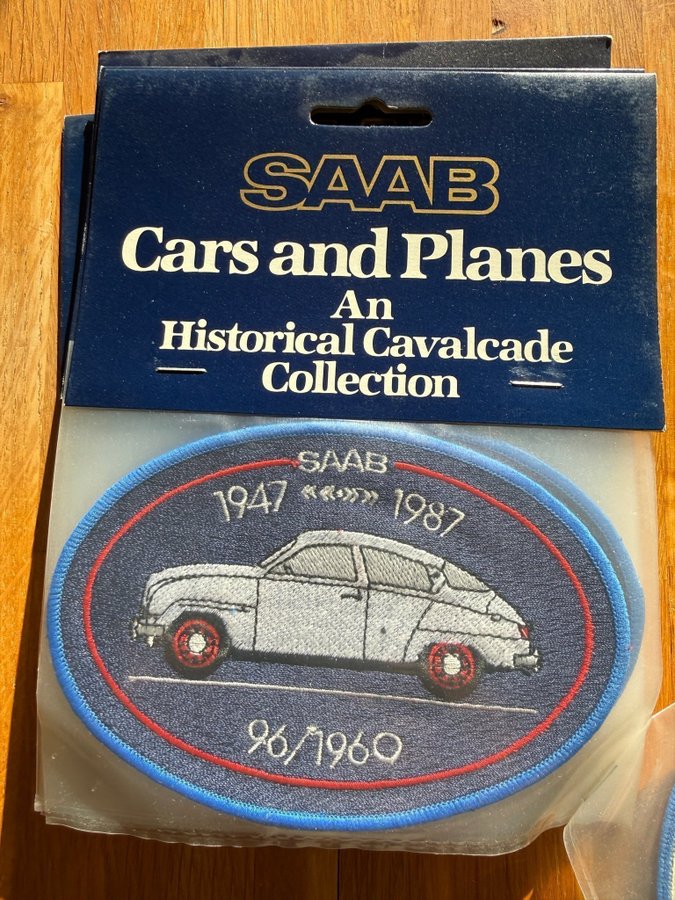 SAAB
Cars and Planes
An
Historical Cavalcade
Collection
SAAB
1947 ««•»» 1987
96/1960